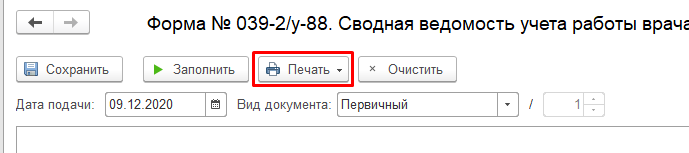 Форма № 039-2/у-88. Сводная ведомость учета работы врача
Сохранить Заполнить Печать × Очистить
Дата подачи: 09.12.2020 Вид документа: Первичный / 1